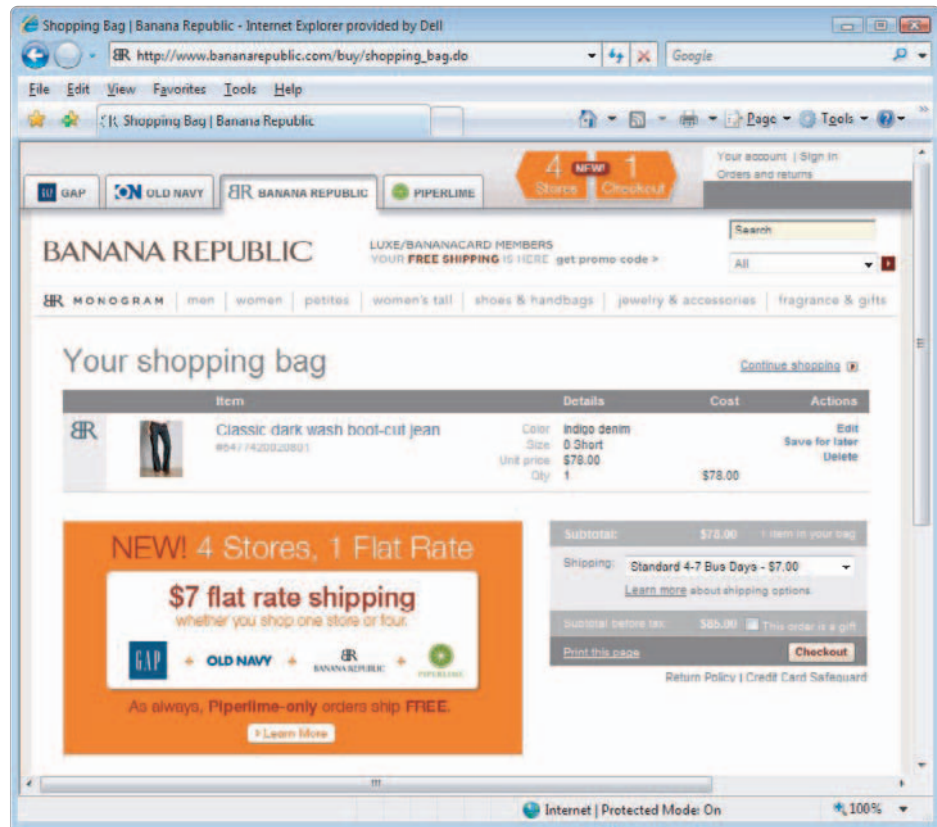 Shopping Bag | Banana Republic - Internet Explorer provided by Dell
http://www.bananarepublic.com/buy/shopping_bag.do
Google
File Edit View Favorites Tools Help
Shopping Bag | Banana Republic
Page Tools
4 Stores NEW! 1 Checkout
Your account | Sign in
Orders and returns
GAP
OLD NAVY
BR BANANA REPUBLIC
PIPERLIME
Search
BANANA REPUBLIC
LUXE/BANANACARD MEMBERS
YOUR FREE SHIPPING IS HERE get promo code >
All
BR MONOGRAM | men | women | petites | women's tall | shoes & handbags | jewelry & accessories | fragrance & gifts
Your shopping bag
Continue shopping
Item Details Cost Actions
BR
Classic dark wash boot-cut jean
Color Indigo denim
Edit
Size 0 Short
Save for later
Unit price $78.00
Delete
Qty 1
$78.00
NEW! 4 Stores, 1 Flat Rate
$7 flat rate shipping
whether you shop one store or four.
GAP + OLD NAVY + BR BANANA REPUBLIC + PIPERLIME
As always, Piperlime-only orders ship FREE.
Learn More
Subtotal: $78.00 1 item in your bag
Shipping: Standard 4-7 Bus Days - $7.00
Learn more about shipping options.
Subtotal before tax: $85.00 This order is a gift
Print this page
Checkout
Return Policy | Credit Card Safeguard
Internet | Protected Mode: On
100%